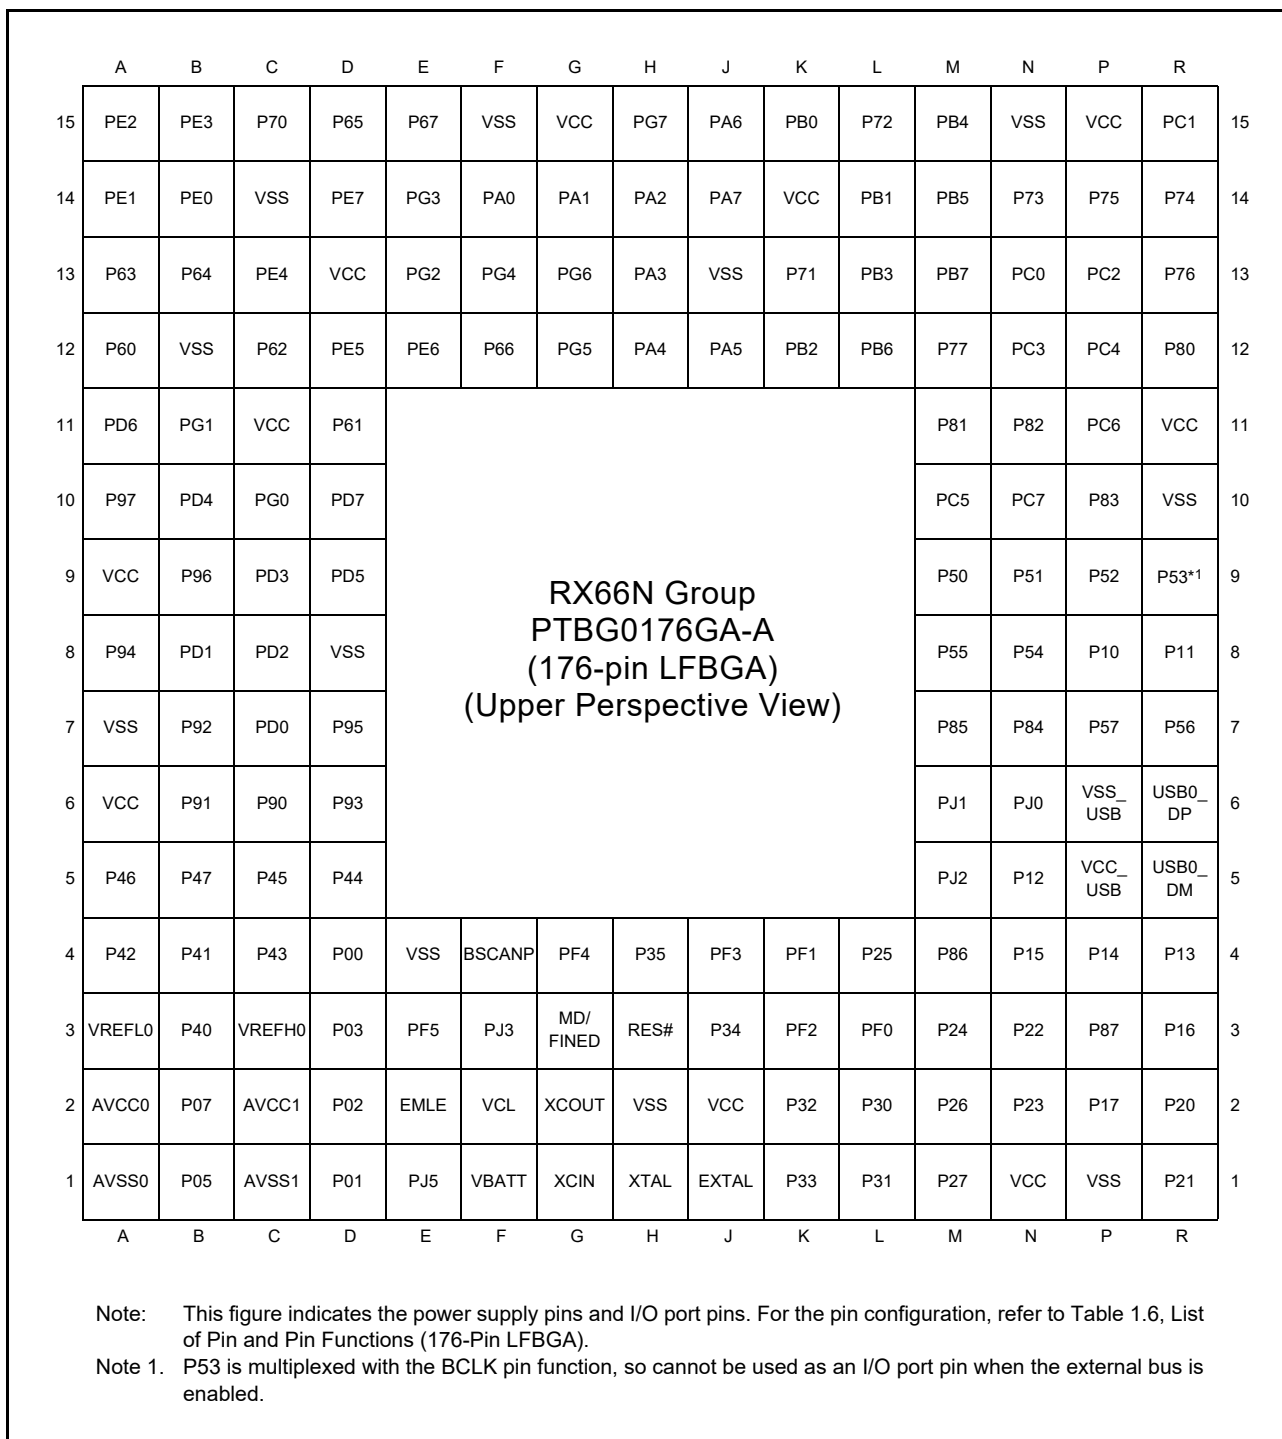 A B C D E F G H J K L M N P R
15 PE2 PE3 P70 P65 P67 VSS VCC PG7 PA6 PB0 P72 PB4 VSS VCC PC1 15
14 PE1 PE0 VSS PE7 PG3 PA0 PA1 PA2 PA7 VCC PB1 PB5 P73 P75 P74 14
13 P63 P64 PE4 VCC PG2 PG4 PG6 PA3 VSS P71 PB3 PB7 PC0 PC2 P76 13
12 P60 VSS P62 PE5 PE6 P66 PG5 PA4 PA5 PB2 PB6 P77 PC3 PC4 P80 12
11 PD6 PG1 VCC P61 P81 P82 PC6 VCC 11
10 P97 PD4 PG0 PD7 PC5 PC7 P83 VSS 10
9 VCC P96 PD3 PD5 P50 P51 P52 P53*1 9
RX66N Group
PTBG0176GA-A
(176-pin LFBGA)
(Upper Perspective View)
8 P94 PD1 PD2 VSS P55 P54 P10 P11 8
7 VSS P92 PD0 P95 P85 P84 P57 P56 7
6 VCC P91 P90 P93 PJ1 PJ0 VSS_ USB USB0_ DP 6
5 P46 P47 P45 P44 PJ2 P12 VCC_ USB USB0_ DM 5
4 P42 P41 P43 P00 VSS BSCANP PF4 P35 PF3 PF1 P25 P86 P15 P14 P13 4
3 VREFL0 P40 VREFH0 P03 PF5 PJ3 MD/ FINED RES# P34 PF2 PF0 P24 P22 P87 P16 3
2 AVCC0 P07 AVCC1 P02 EMLE VCL XCOUT VSS VCC P32 P30 P26 P23 P17 P20 2
1 AVSS0 P05 AVSS1 P01 PJ5 VBATT XCIN XTAL EXTAL P33 P31 P27 VCC VSS P21 1
A B C D E F G H J K L M N P R
Note: This figure indicates the power supply pins and I/O port pins. For the pin configuration, refer to Table 1.6, List
of Pin and Pin Functions (176-Pin LFBGA).
Note 1. P53 is multiplexed with the BCLK pin function, so cannot be used as an I/O port pin when the external bus is
enabled.